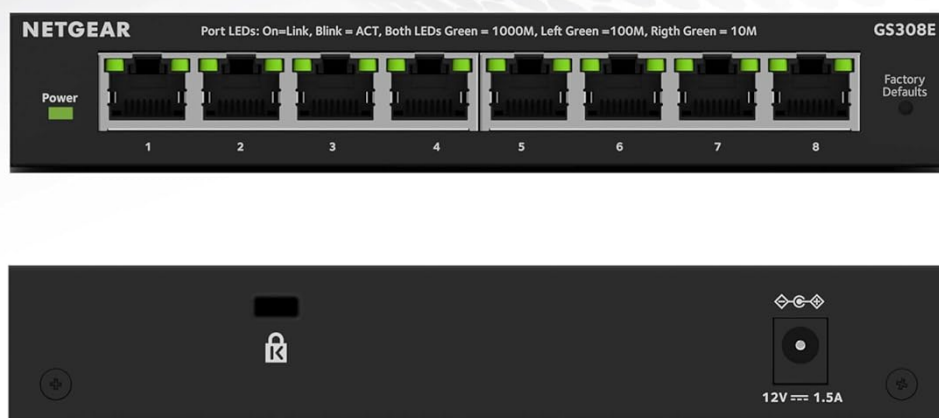 NETGEAR
Port LEDs: On=Link, Blink = ACT, Both LEDs Green = 1000M, Left Green =100M, Rigth Green = 10M
GS308E
Power
Factory
Defaults
1 2 3 4 5 6 7 8
K
12V ⎓ 1.5A